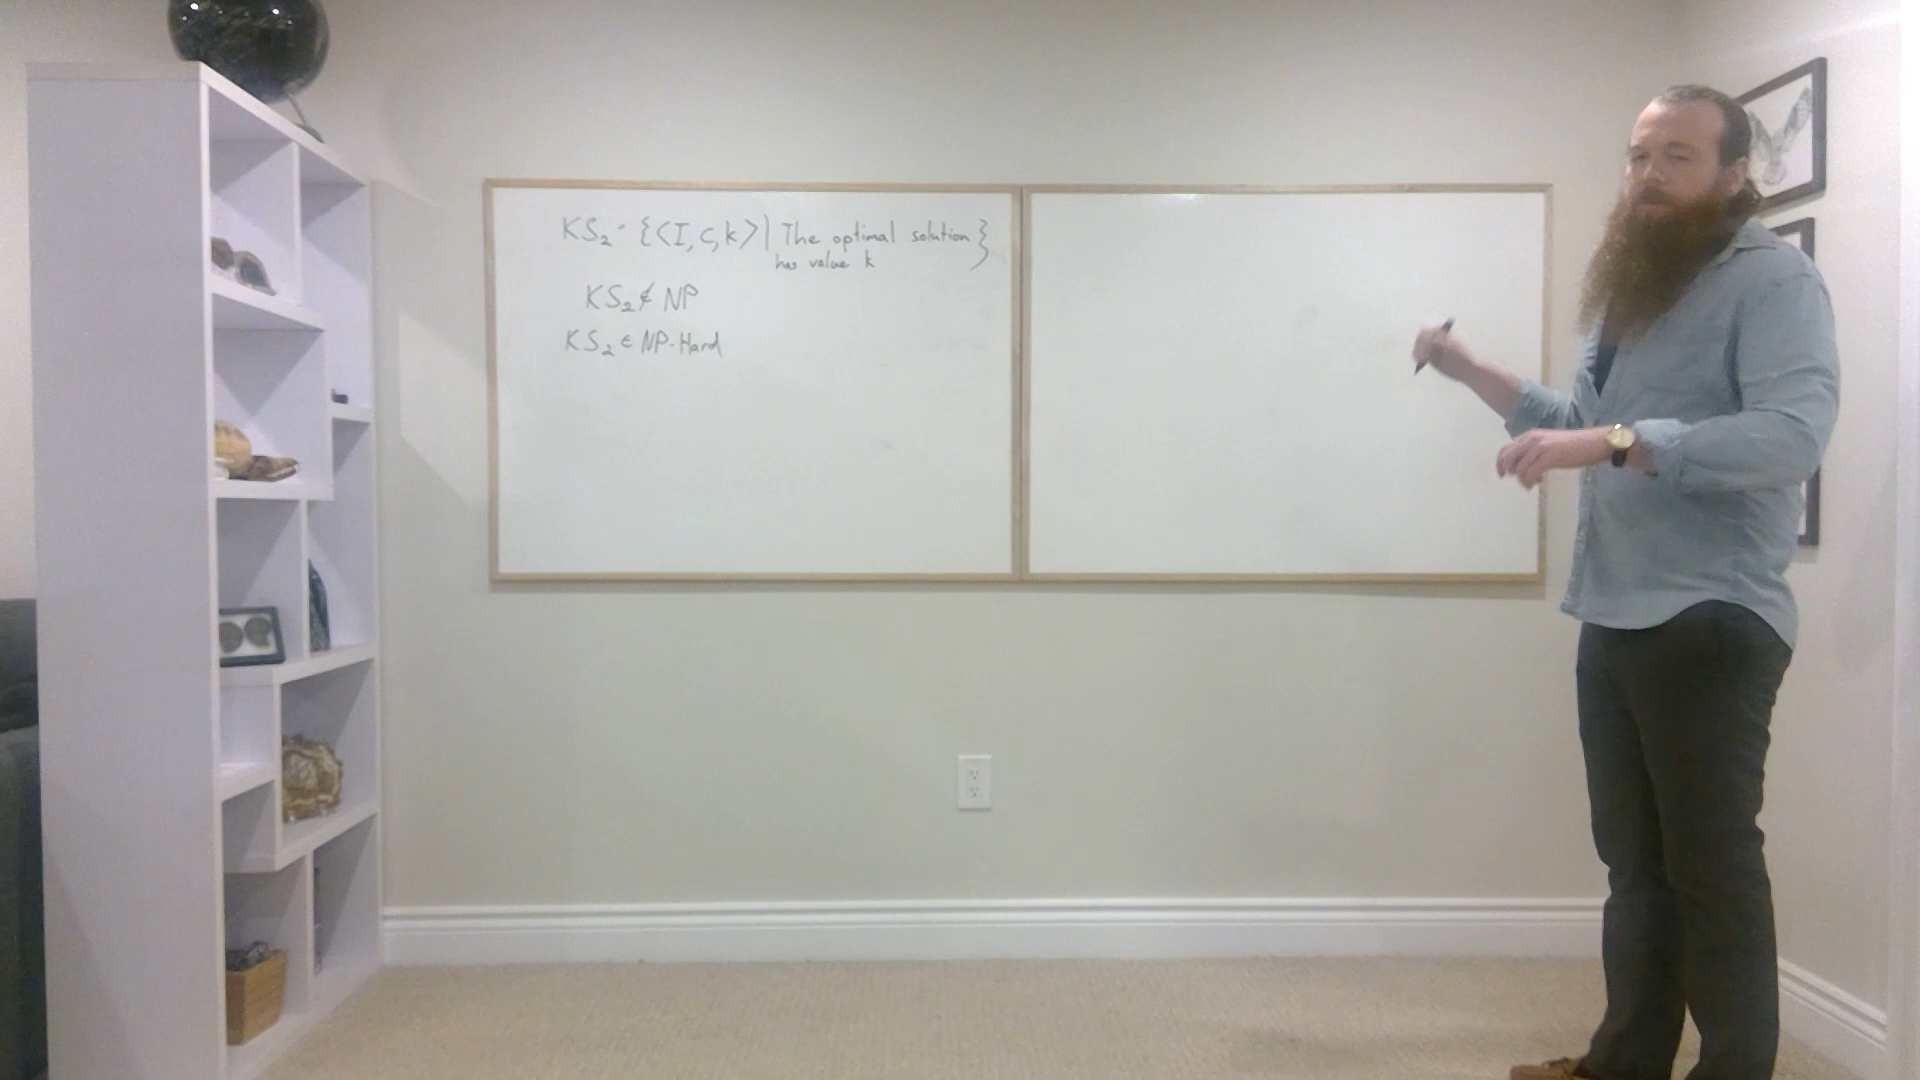 KS₂ = {<I, C, k> | The optimal solution
has value k}
KS₂ ∉ NP
KS₂ ∈ NP-Hard